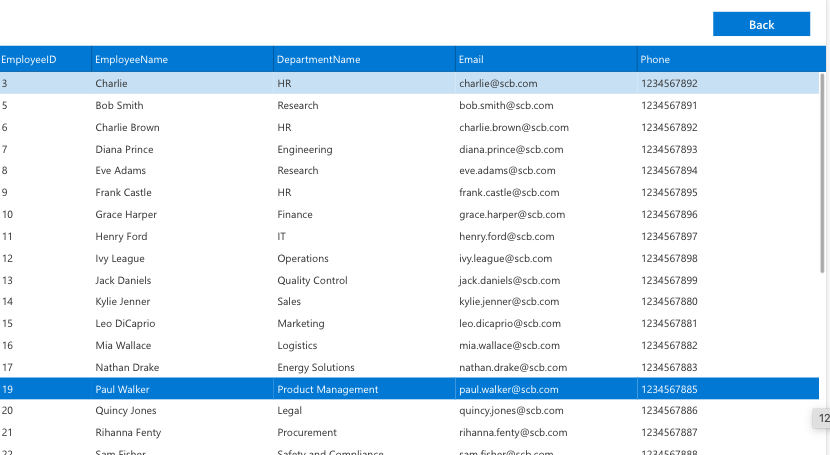 Back
EmployeeID EmployeeName DepartmentName Email Phone
3 Charlie HR charlie@scb.com 1234567892
5 Bob Smith Research bob.smith@scb.com 1234567891
6 Charlie Brown HR charlie.brown@scb.com 1234567892
7 Diana Prince Engineering diana.prince@scb.com 1234567893
8 Eve Adams Research eve.adams@scb.com 1234567894
9 Frank Castle HR frank.castle@scb.com 1234567895
10 Grace Harper Finance grace.harper@scb.com 1234567896
11 Henry Ford IT henry.ford@scb.com 1234567897
12 Ivy League Operations ivy.league@scb.com 1234567898
13 Jack Daniels Quality Control jack.daniels@scb.com 1234567899
14 Kylie Jenner Sales kylie.jenner@scb.com 1234567880
15 Leo DiCaprio Marketing leo.dicaprio@scb.com 1234567881
16 Mia Wallace Logistics mia.wallace@scb.com 1234567882
17 Nathan Drake Energy Solutions nathan.drake@scb.com 1234567883
19 Paul Walker Product Management paul.walker@scb.com 1234567885
20 Quincy Jones Legal quincy.jones@scb.com 1234567886
12
21 Rihanna Fenty Procurement rihanna.fenty@scb.com 1234567887
22 Sam Fisher Safety and Compliance sam.fisher@scb.com 1234567888